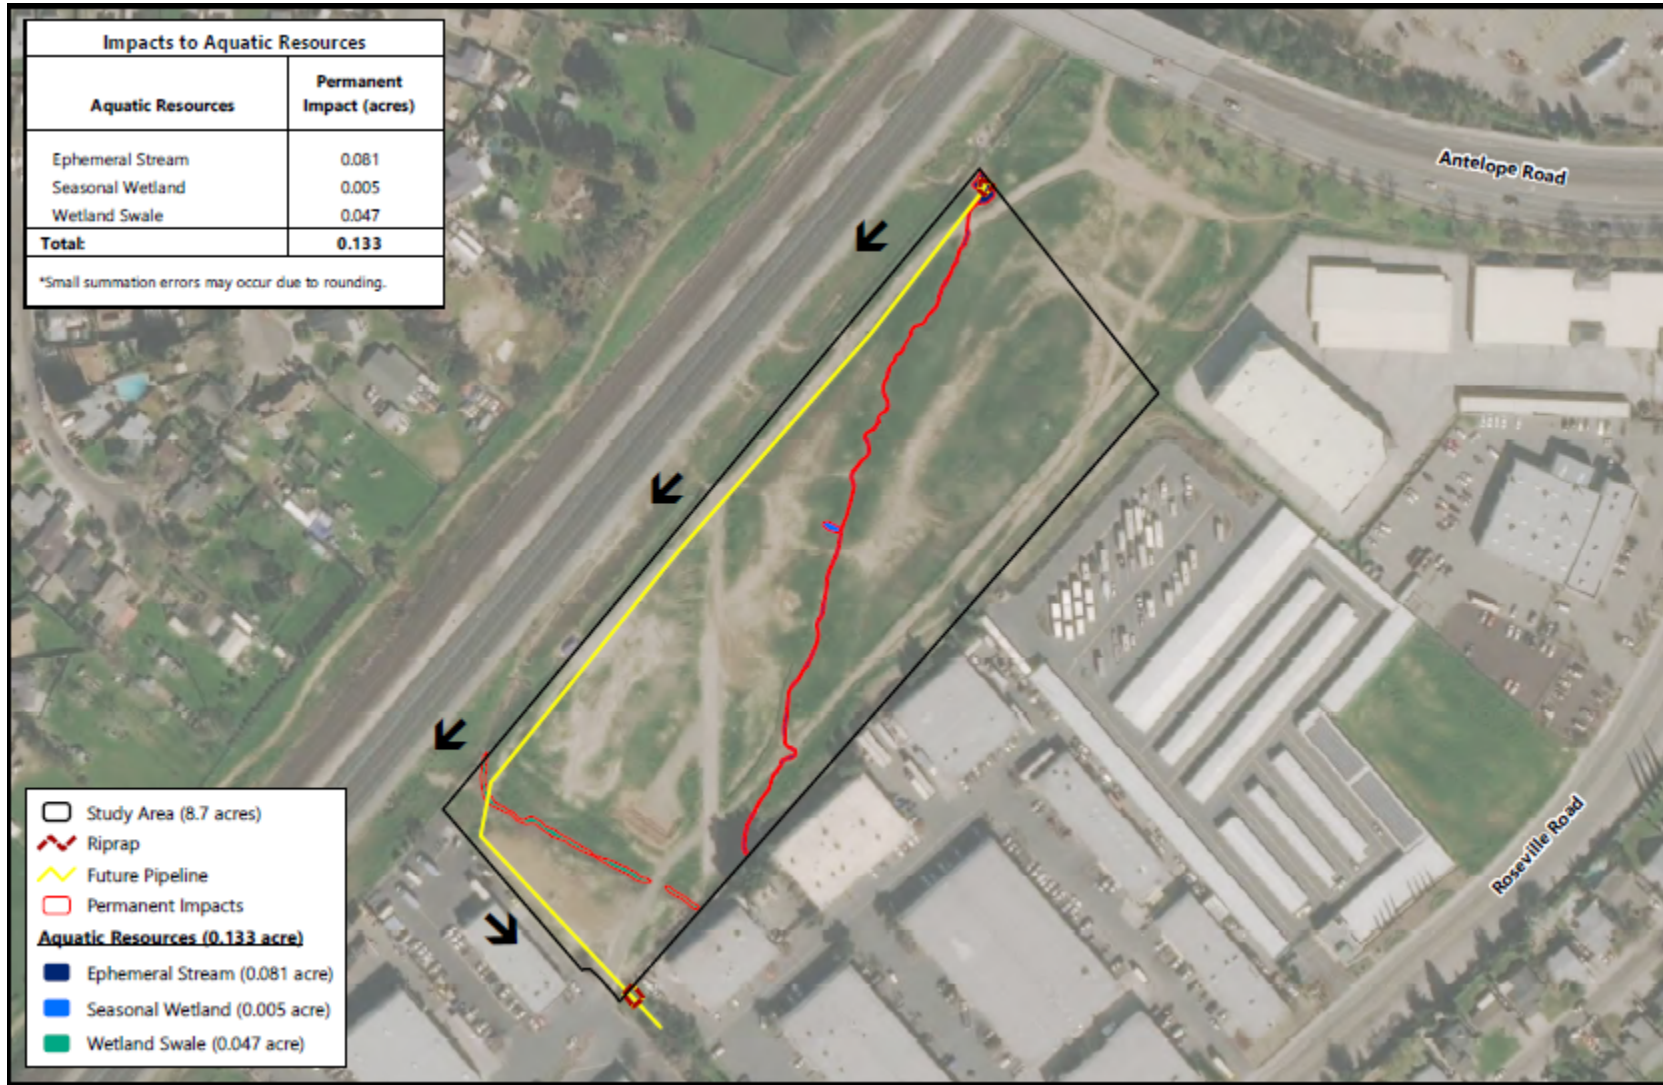 Impacts to Aquatic Resources
Aquatic Resources
Permanent
Impact (acres)
Ephemeral Stream 0.081
Seasonal Wetland 0.005
Wetland Swale 0.047
Total: 0.133
*Small summation errors may occur due to rounding.
Antelope Road
Roseville Road
Study Area (8.7 acres)
Riprap
Future Pipeline
Permanent Impacts
Aquatic Resources (0.133 acre)
Ephemeral Stream (0.081 acre)
Seasonal Wetland (0.005 acre)
Wetland Swale (0.047 acre)